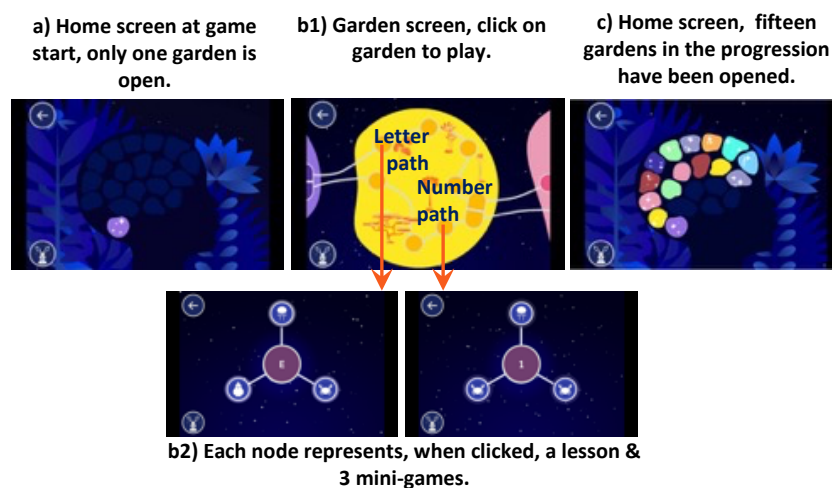 a) Home screen at game
start, only one garden is
open.
b1) Garden screen, click on
garden to play.
c) Home screen, fifteen
gardens in the progression
have been opened.
Letter
path
Number
path
E
1
b2) Each node represents, when clicked, a lesson &
3 mini-games.